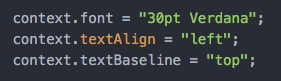 context.font = "30pt Verdana";
context.textAlign = "left";
context.textBaseline = "top";